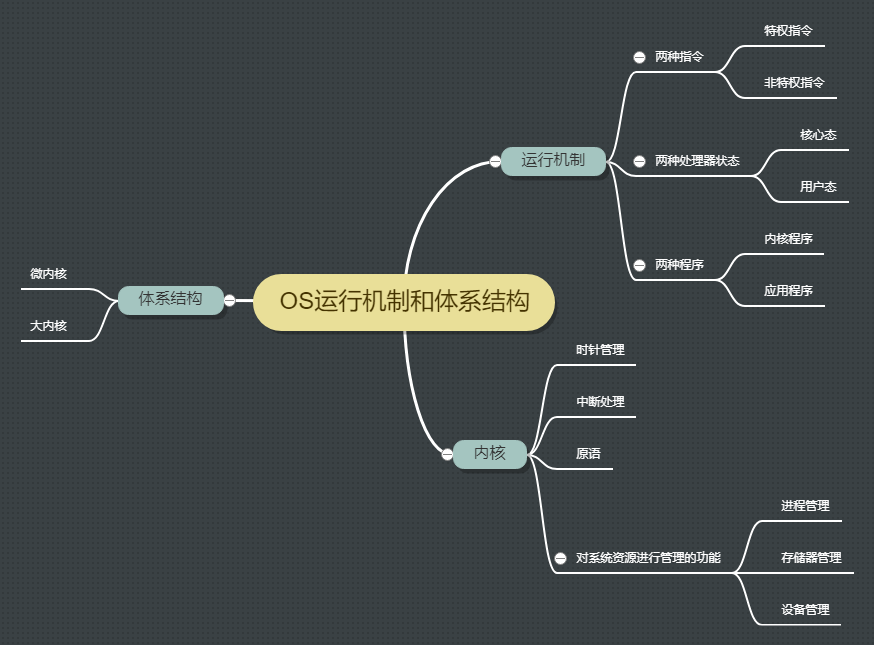 OS运行机制和体系结构
运行机制
两种指令
特权指令
非特权指令
两种处理器状态
核心态
用户态
两种程序
内核程序
应用程序
内核
时针管理
中断处理
原语
对系统资源进行管理的功能
进程管理
存储器管理
设备管理
体系结构
微内核
大内核